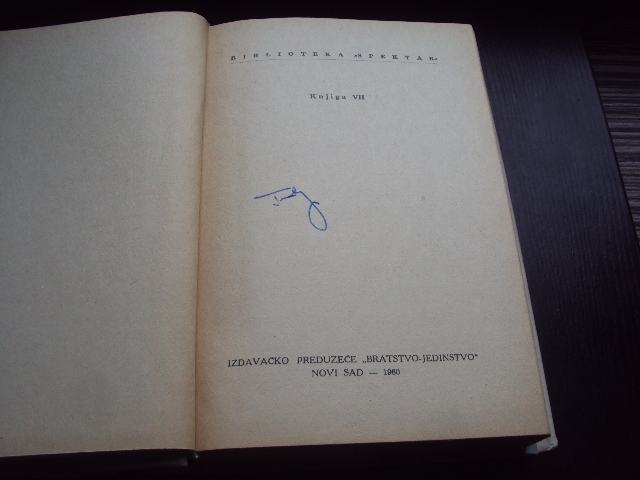 BIBLIOTEKA »SPEKTAR«
Knjiga VII
IZDAVAČKO PREDUZEĆE „BRATSTVO-JEDINSTVO“
NOVI SAD — 1960